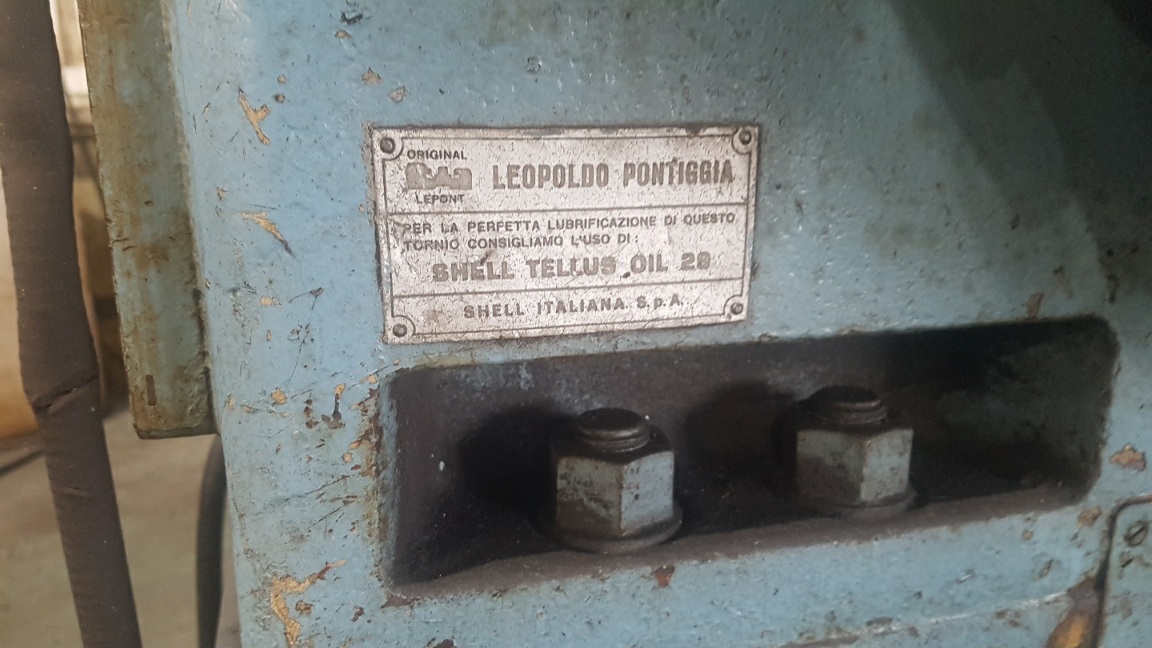 ORIGINAL
LEPONT
LEOPOLDO PONTIGGIA
PER LA PERFETTA LUBRIFICAZIONE DI QUESTO
TORNIO CONSIGLIAMO L'USO DI:
SHELL TELLUS OIL
SHELL ITALIANA S.p.A.